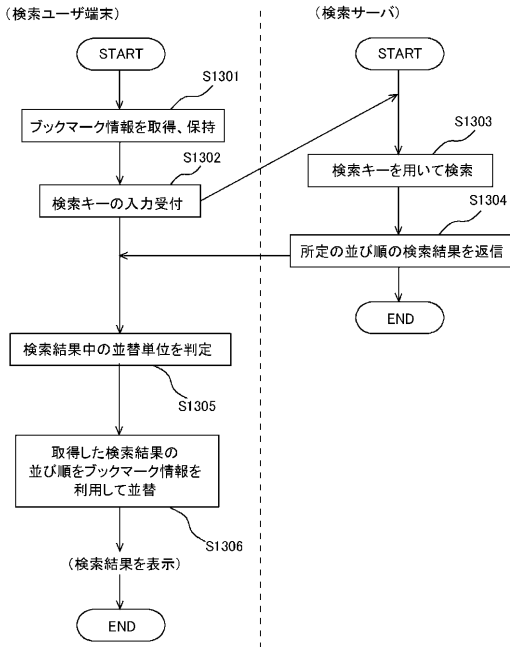 (検索ユーザ端末)
START
S1301
ブックマーク情報を取得、保持
S1302
検索キーの入力受付
検索結果中の並替単位を判定
S1305
取得した検索結果の
並び順をブックマーク情報を
利用して並替
S1306
(検索結果を表示)
END
(検索サーバ)
START
S1303
検索キーを用いて検索
S1304
所定の並び順の検索結果を返信
END